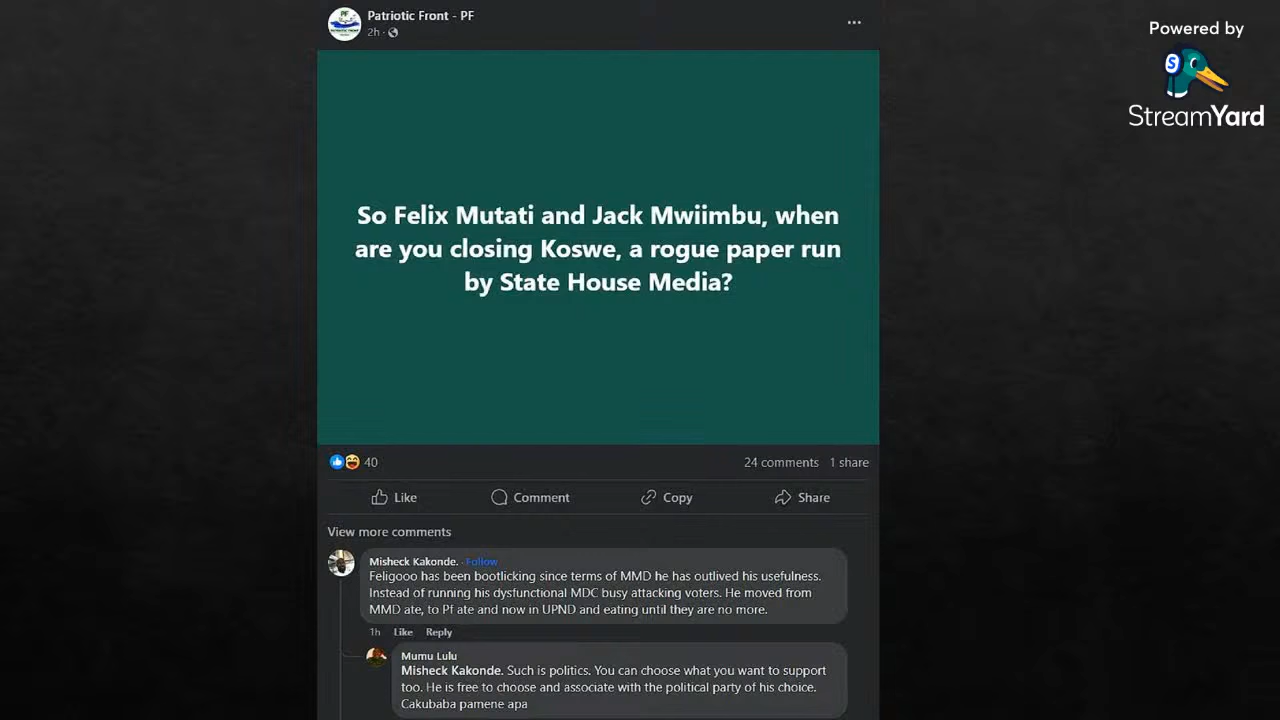 Patriotic Front - PF
2h
Powered by
StreamYard
So Felix Mutati and Jack Mwiimbu, when
are you closing Koswe, a rogue paper run
by State House Media?
40
24 comments 1 share
Like Comment Copy Share
View more comments
Misheck Kakonde. · Follow
Feligooo has been bootlicking since terms of MMD he has outlived his usefulness.
Instead of running his dysfunctional MDC busy attacking voters. He moved from
MMD ate, to Pf ate and now in UPND and eating until they are no more.
1h Like Reply
Mumu Lulu
Misheck Kakonde. Such is politics. You can choose what you want to support
too. He is free to choose and associate with the political party of his choice.
Cakubaba pamene apa